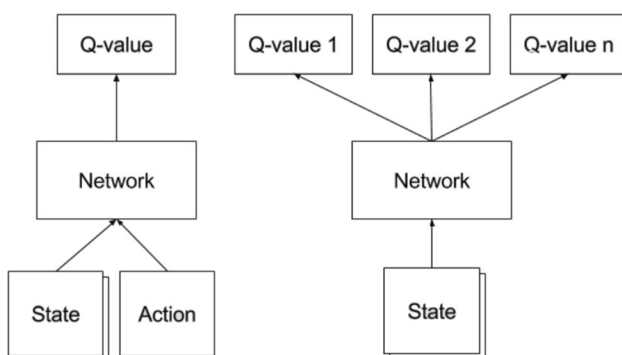 Q-value
Q-value 1
Q-value 2
Q-value n
Network
Network
State
Action
State